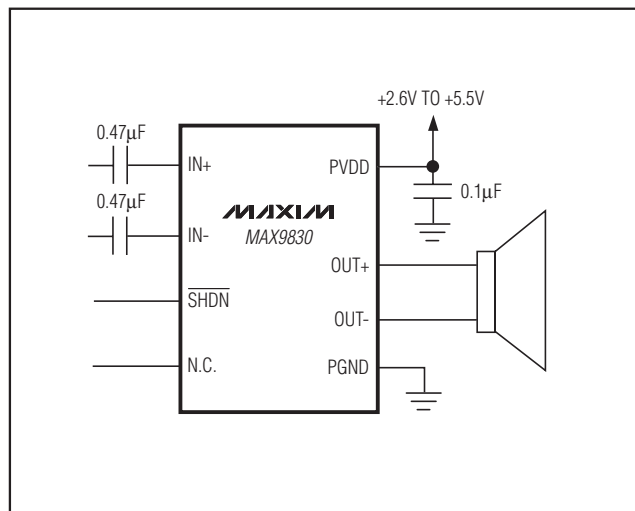 +2.6V TO +5.5V
0.47μF
IN+
PVDD
0.1μF
0.47μF
MAXIM
IN-
MAX9830
OUT+
SHDN
OUT-
N.C.
PGND